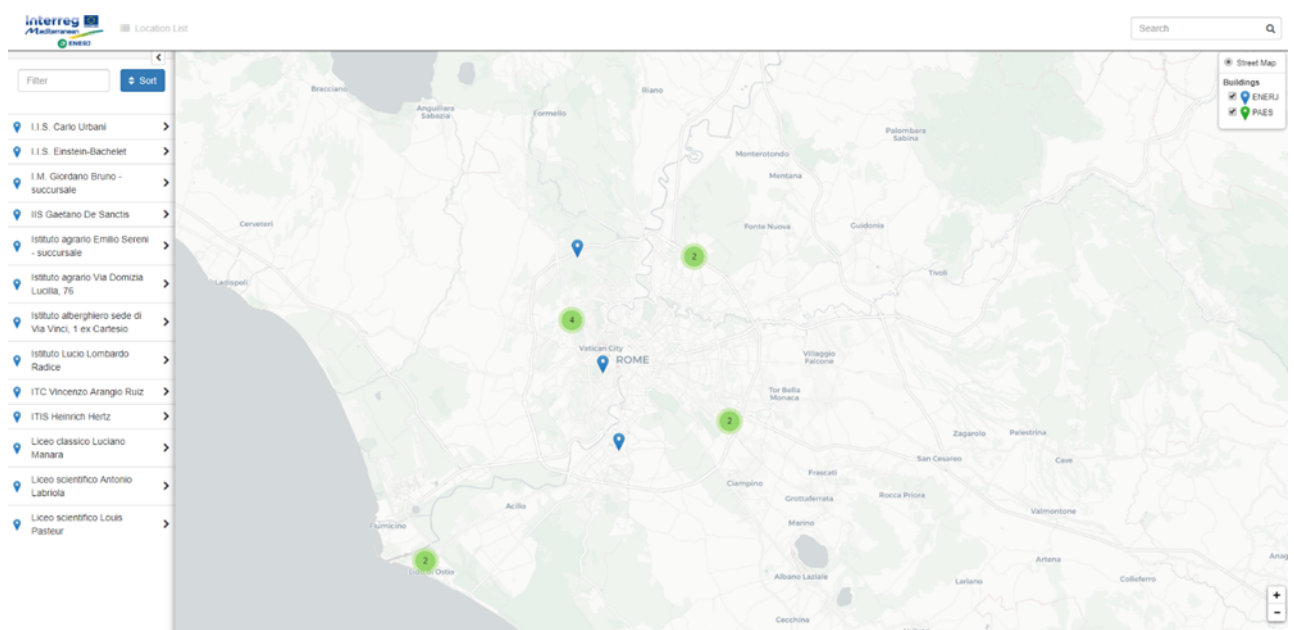 Interreg
Mediterranean
ENERJ
Location List
Search
Filter
Sort
I.I.S. Carlo Urbani
I.I.S. Einstein-Bachelet
I.M. Giordano Bruno -
succursale
IIS Gaetano De Sanctis
Istituto agrario Emilio Sereni
- succursale
Istituto agrario Via Domizia
Lucilla, 76
Istituto alberghiero sede di
Via Vinci, 1 ex Cartesio
Istituto Lucio Lombardo
Radice
ITC Vincenzo Arangio Ruiz
ITIS Heinrich Hertz
Liceo classico Luciano
Manara
Liceo scientifico Antonio
Labriola
Liceo scientifico Louis
Pasteur
Street Map
Buildings
ENERJ
PAES
Bracciano
Riano
Anguillara
Sabazia
Formello
Palombara
Sabina
Monterotondo
Mentana
Cerveteri
Fonte Nuova
Guidonia
2
Tivoli
Ladispoli
4
Vatican City
ROME
Villaggio
Falcone
Tor Bella
Monaca
2
Zagarolo
Palestrina
San Cesareo
Cave
Frascati
Ciampino
Grottaferrata
Rocca Priora
Acilia
Valmontone
Marino
Fiumicino
2
Lido di Ostia
Artena
Anag
Albano Laziale
Lariano
Colleferro
Cecchina
+
−